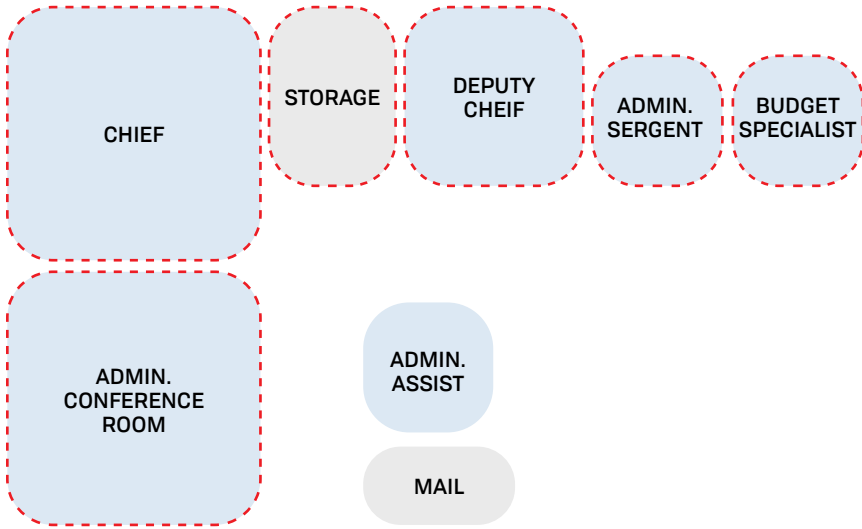 CHIEF
STORAGE
DEPUTY
CHEIF
ADMIN.
SERGENT
BUDGET
SPECIALIST
ADMIN.
CONFERENCE
ROOM
ADMIN.
ASSIST
MAIL